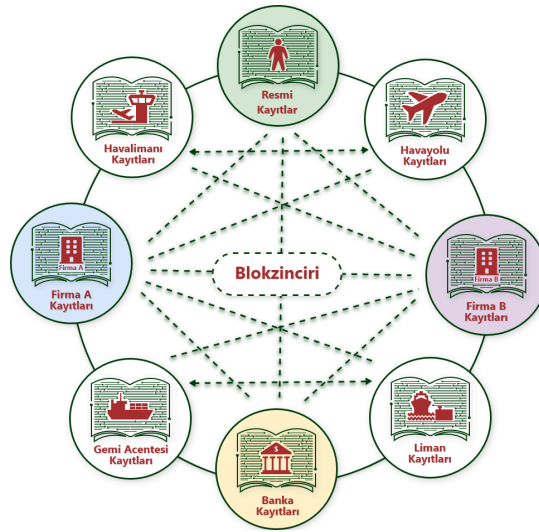 Resmi
Kayıtlar
Havalimanı
Kayıtları
Havayolu
Kayıtları
Firma A
Firma A
Kayıtları
Blokzinciri
Firma B
Firma B
Kayıtları
Gemi Acentesi
Kayıtları
Liman
Kayıtları
$
Banka
Kayıtları